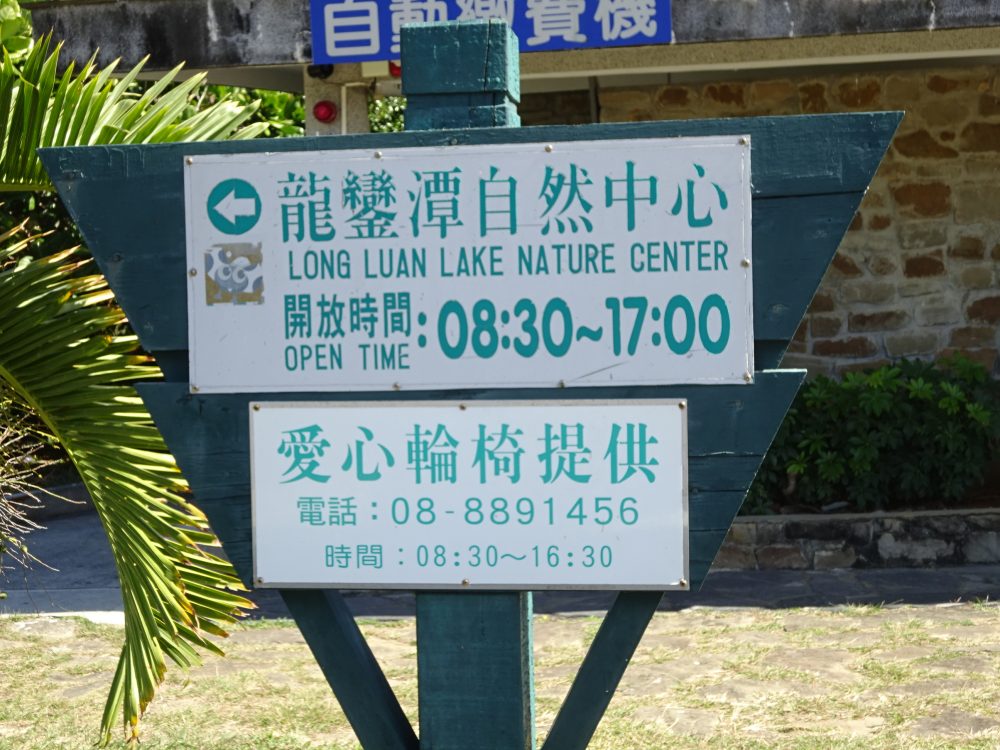 自動繳費機
龍鑾潭自然中心
LONG LUAN LAKE NATURE CENTER
開放時間:08:30~17:00
OPEN TIME
愛心輪椅提供
電話：08-8891456
時間：08:30～16:30